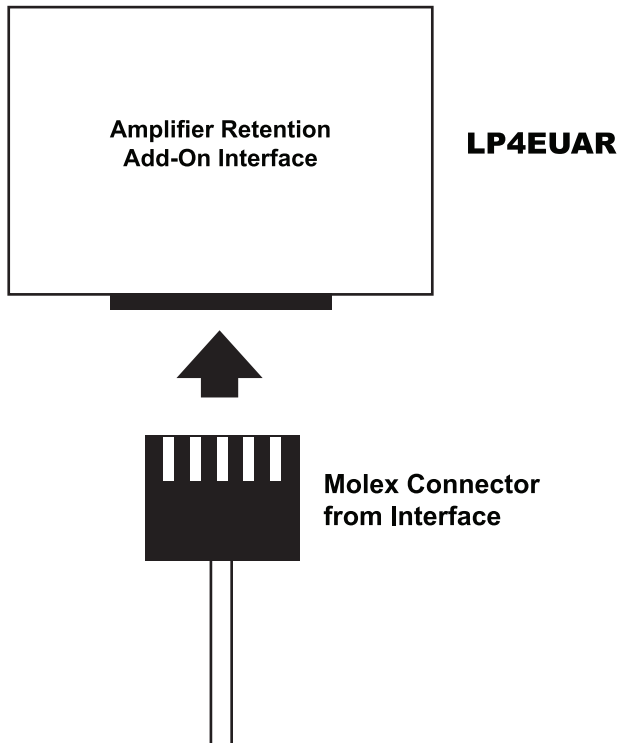 Amplifier Retention
Add-On Interface
LP4EUAR
Molex Connector
from Interface